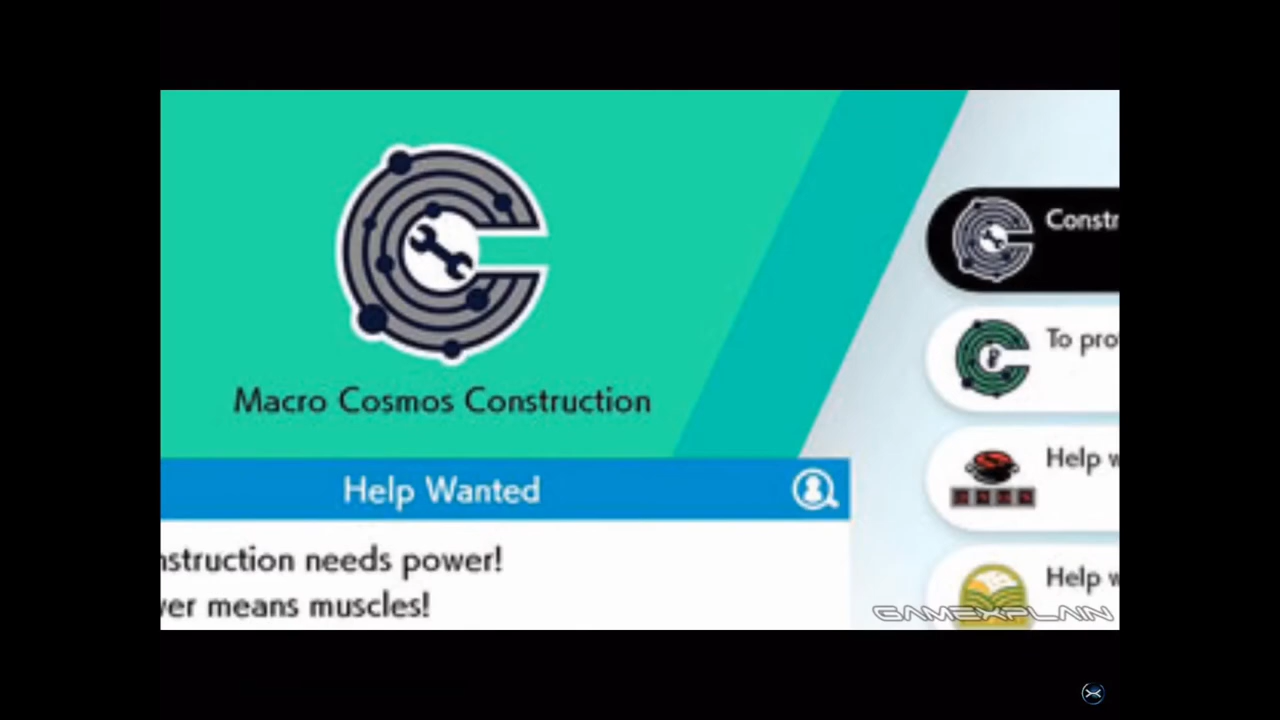 Macro Cosmos Construction
Help Wanted
nstruction needs power!
ver means muscles!
Constr
To pro
Help w
Help w
GAMEXPLAIN